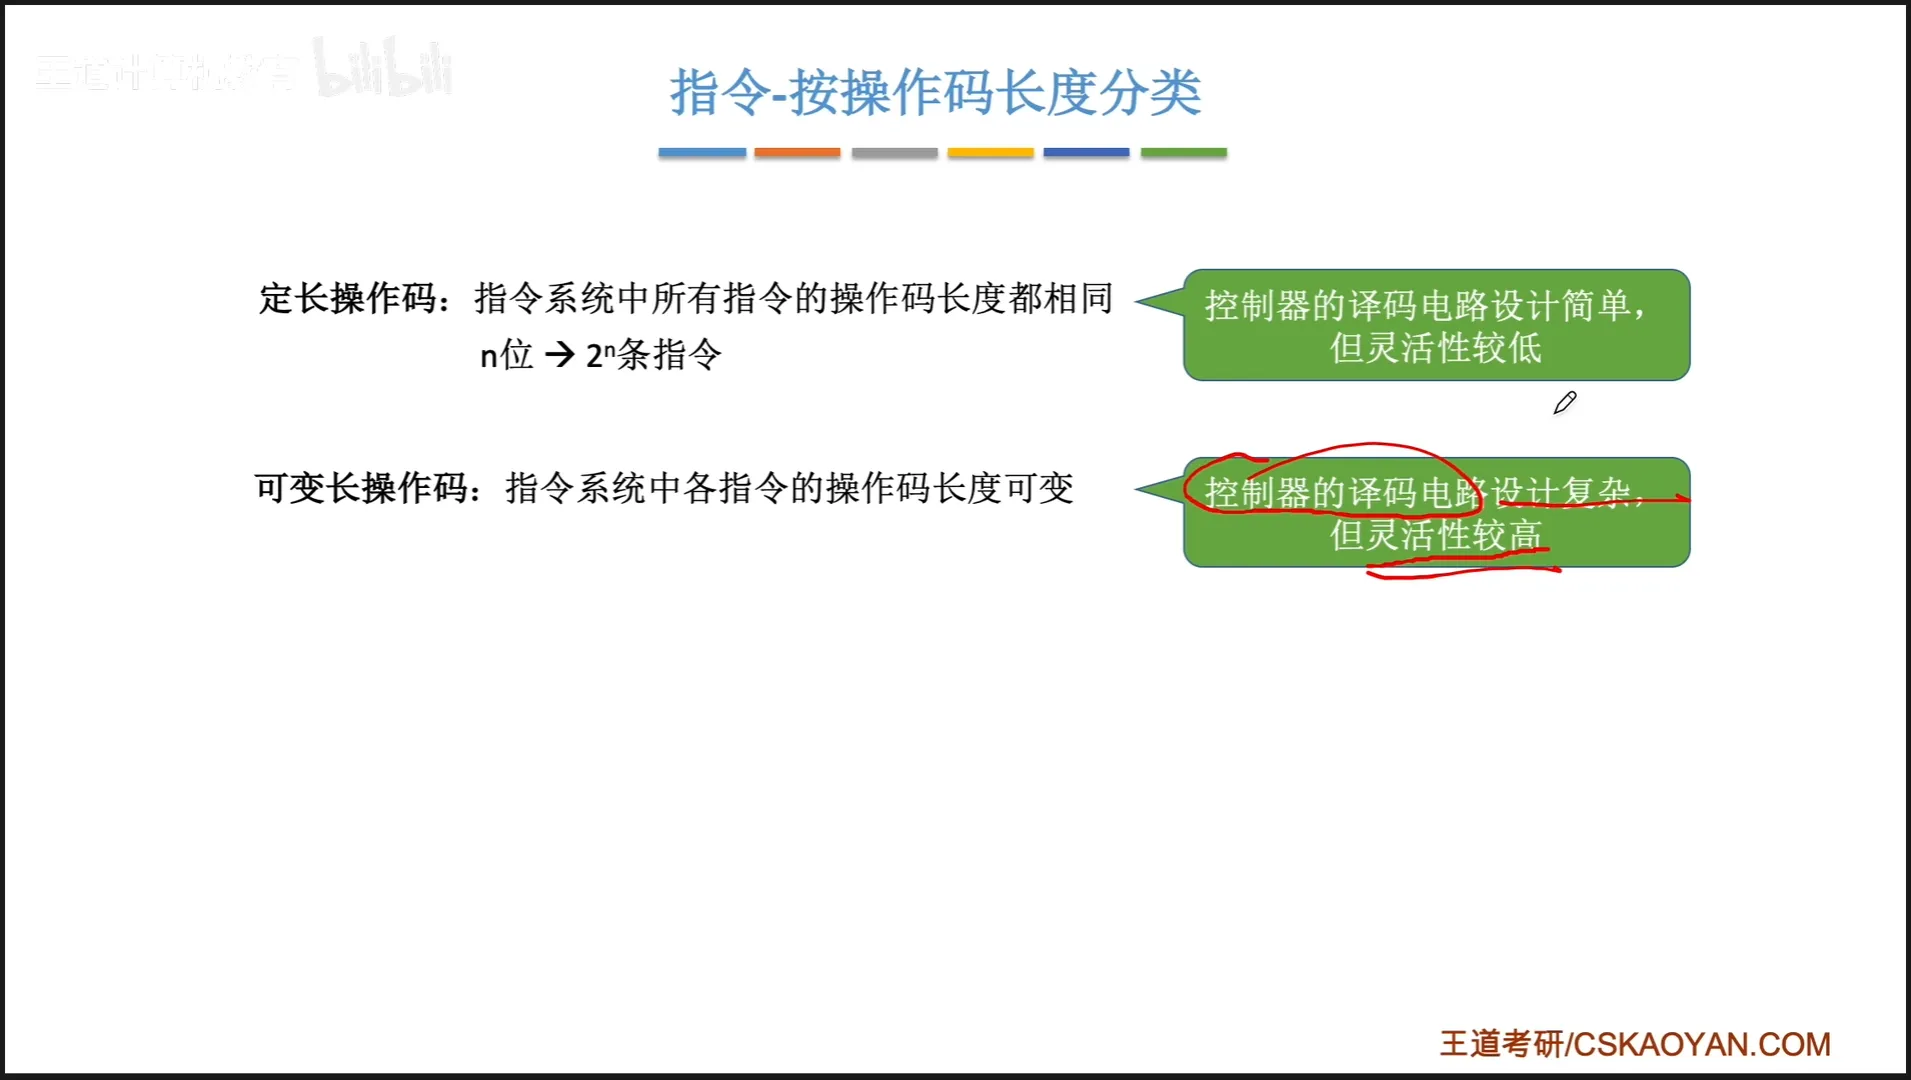 王道计算机教育 bilibili
指令-按操作码长度分类
定长操作码：指令系统中所有指令的操作码长度都相同
n位 → 2ⁿ条指令
控制器的译码电路设计简单，
但灵活性较低
可变长操作码：指令系统中各指令的操作码长度可变
控制器的译码电路设计复杂，
但灵活性较高
王道考研/CSKAOYAN.COM